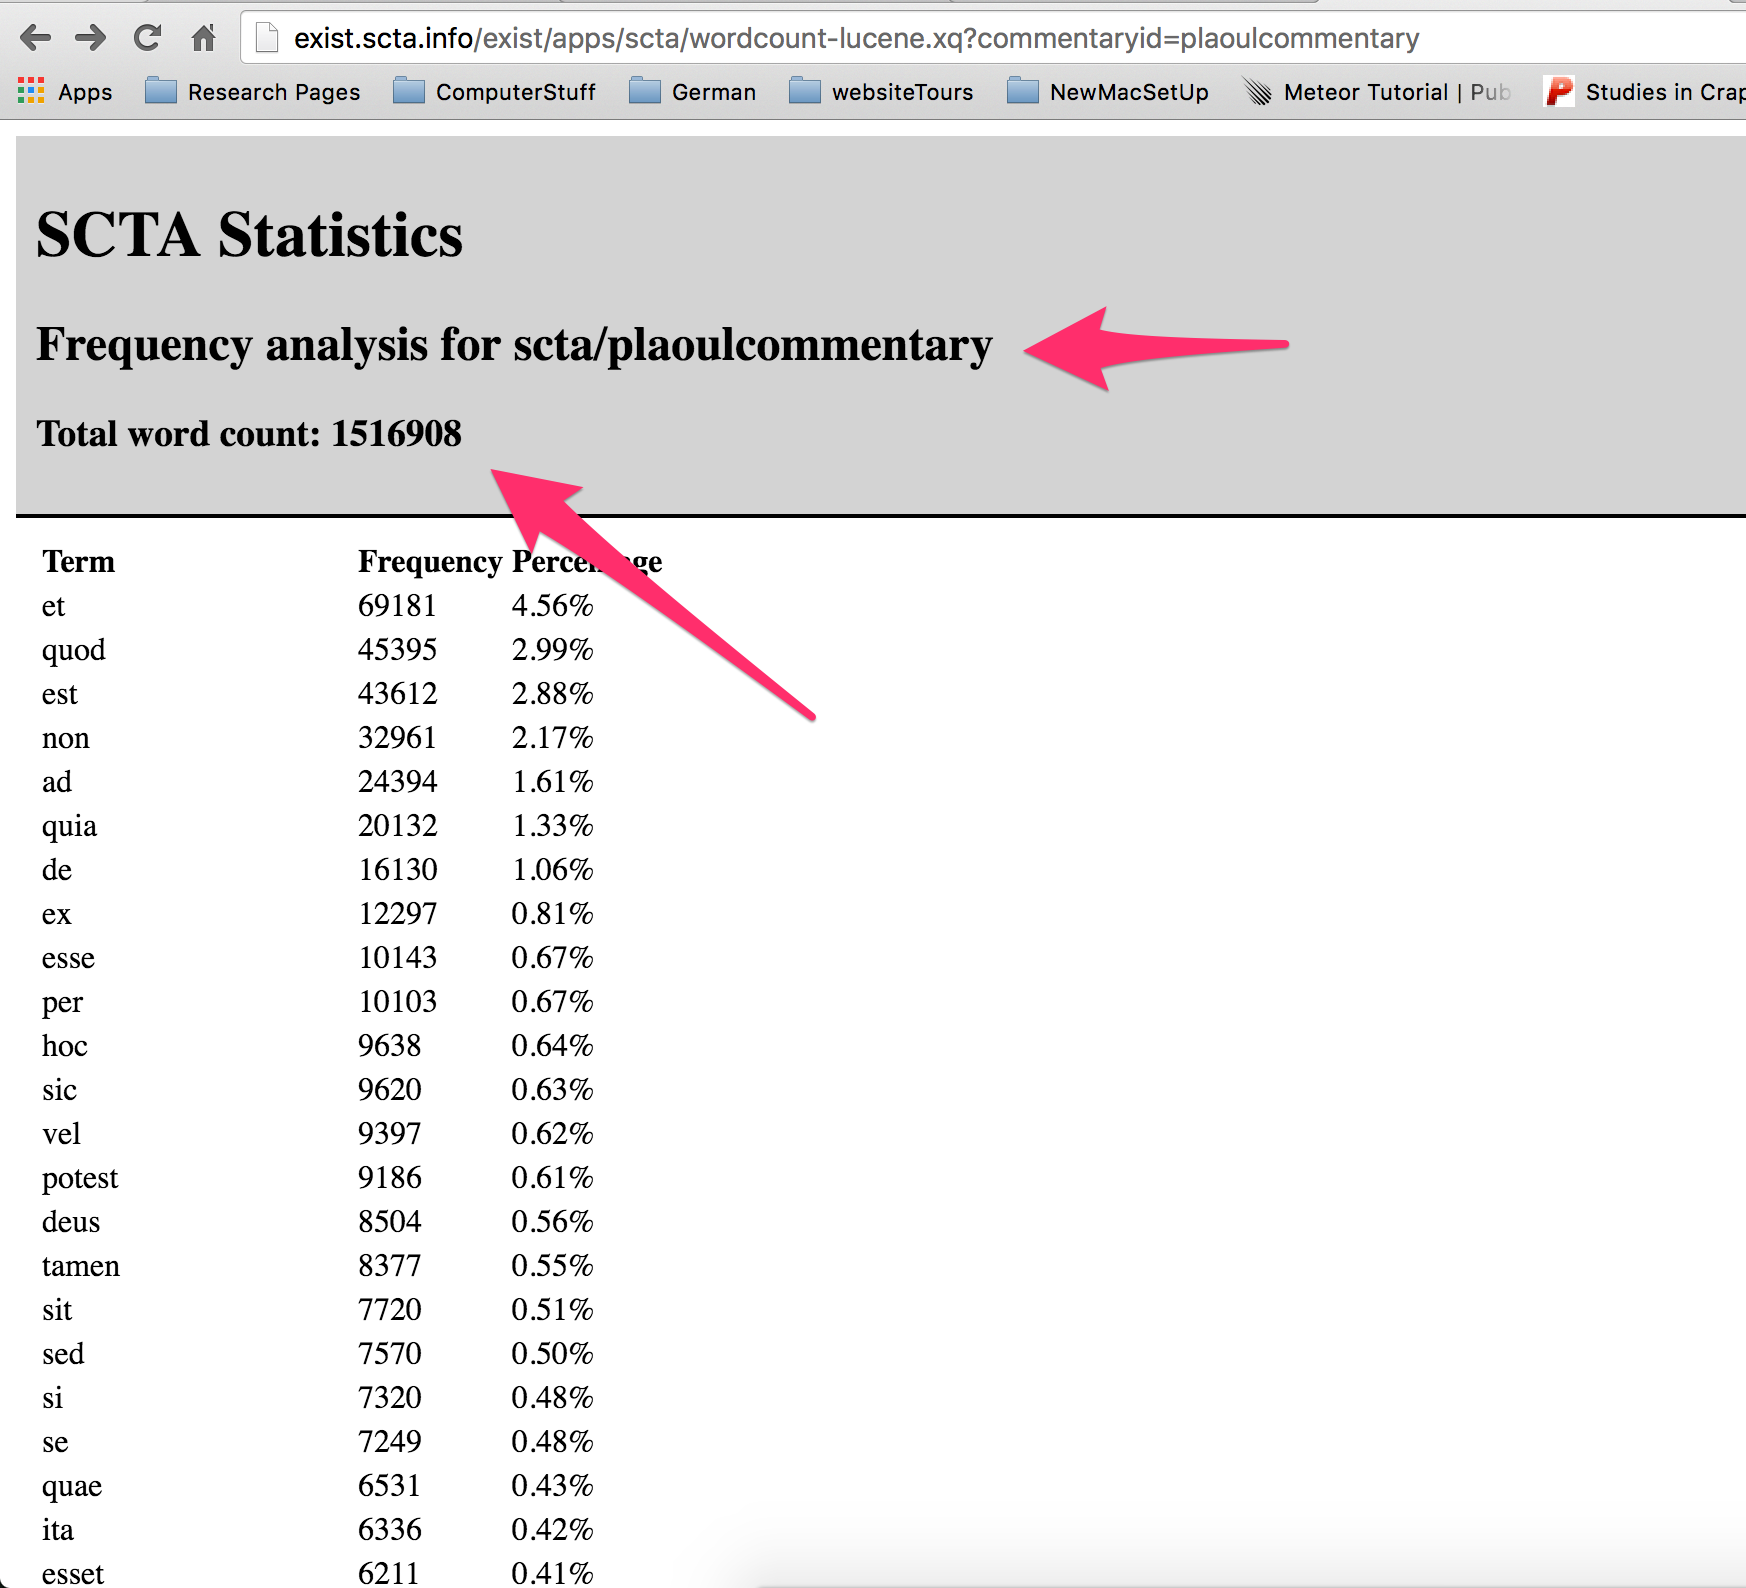 exist.scta.info/exist/apps/scta/wordcount-lucene.xq?commentaryid=plaoulcommentary
Apps Research Pages ComputerStuff German websiteTours NewMacSetUp Meteor Tutorial | Pub Studies in Crap
SCTA Statistics
Frequency analysis for scta/plaoulcommentary
Total word count: 1516908
Term Frequency Percentage
et 69181 4.56%
quod 45395 2.99%
est 43612 2.88%
non 32961 2.17%
ad 24394 1.61%
quia 20132 1.33%
de 16130 1.06%
ex 12297 0.81%
esse 10143 0.67%
per 10103 0.67%
hoc 9638 0.64%
sic 9620 0.63%
vel 9397 0.62%
potest 9186 0.61%
deus 8504 0.56%
tamen 8377 0.55%
sit 7720 0.51%
sed 7570 0.50%
si 7320 0.48%
se 7249 0.48%
quae 6531 0.43%
ita 6336 0.42%
esset 6211 0.41%